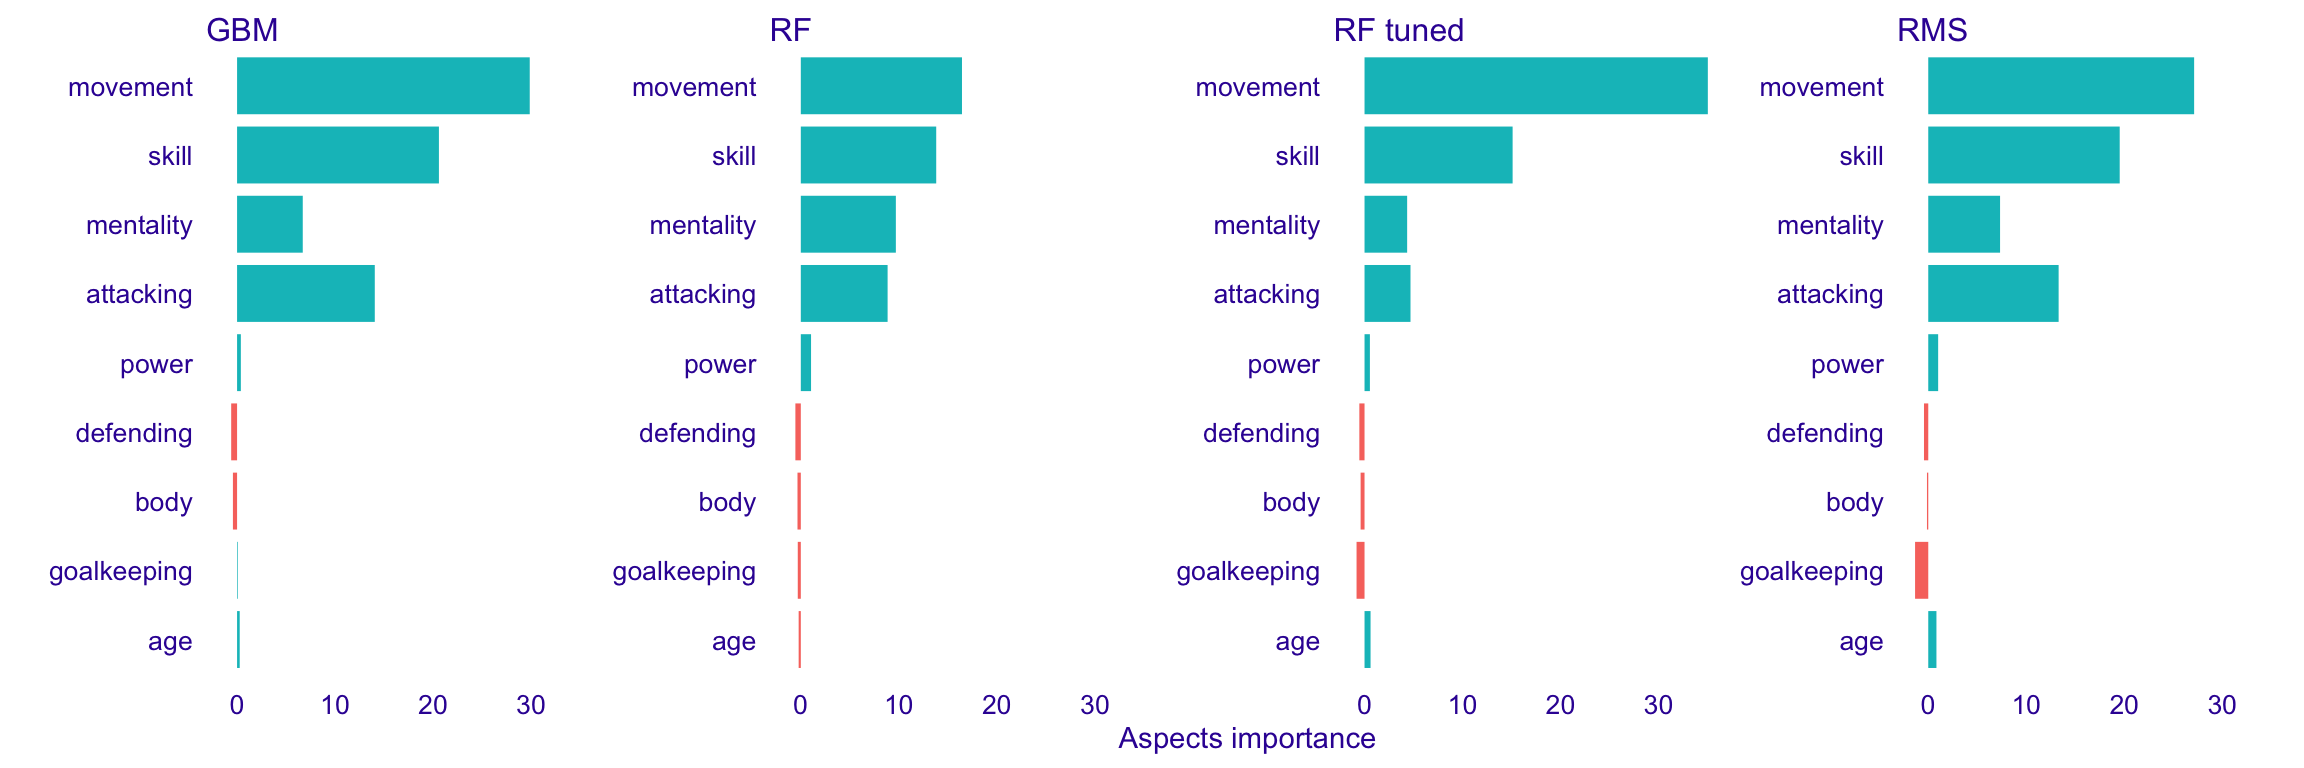 GBM
movement
skill
mentality
attacking
power
defending
body
goalkeeping
age
0 10 20 30
RF
movement
skill
mentality
attacking
power
defending
body
goalkeeping
age
0 10 20 30
RF tuned
movement
skill
mentality
attacking
power
defending
body
goalkeeping
age
0 10 20 30
RMS
movement
skill
mentality
attacking
power
defending
body
goalkeeping
age
0 10 20 30
Aspects importance